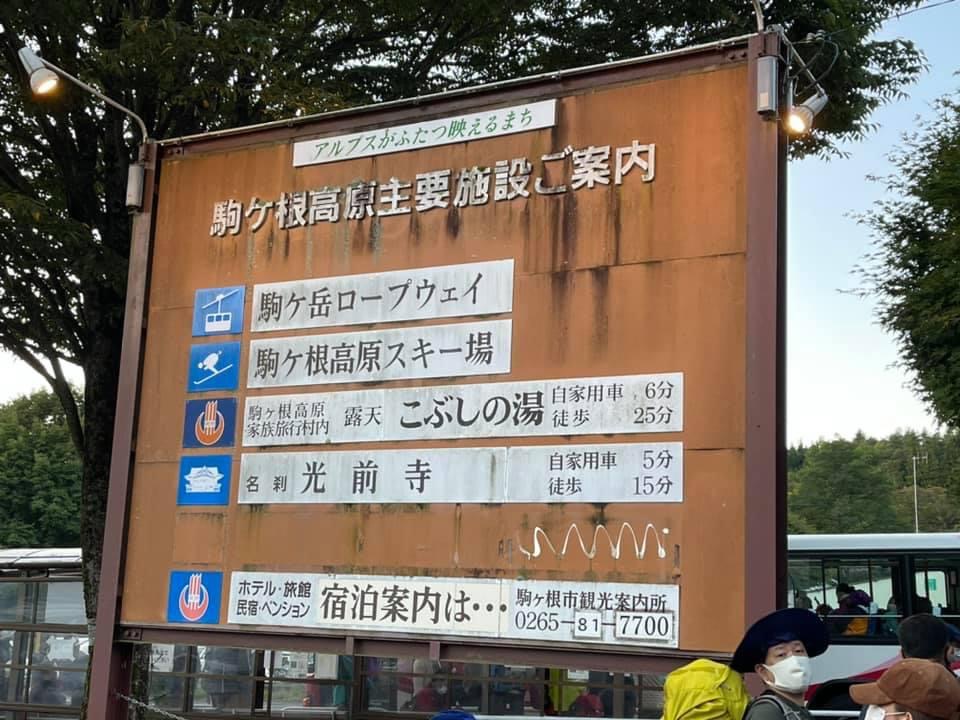 アルプスがふたつ映えるまち
駒ケ根高原主要施設ご案内
駒ケ岳ロープウェイ
駒ケ根高原スキー場
駒ヶ根高原
家族旅行村内
露天
こぶしの湯
自家用車 6分
徒歩 25分
名刹 光前寺
自家用車 5分
徒歩 15分
ホテル・旅館
民宿・ペンション
宿泊案内は・・・
駒ヶ根市観光案内所
0265-81-7700